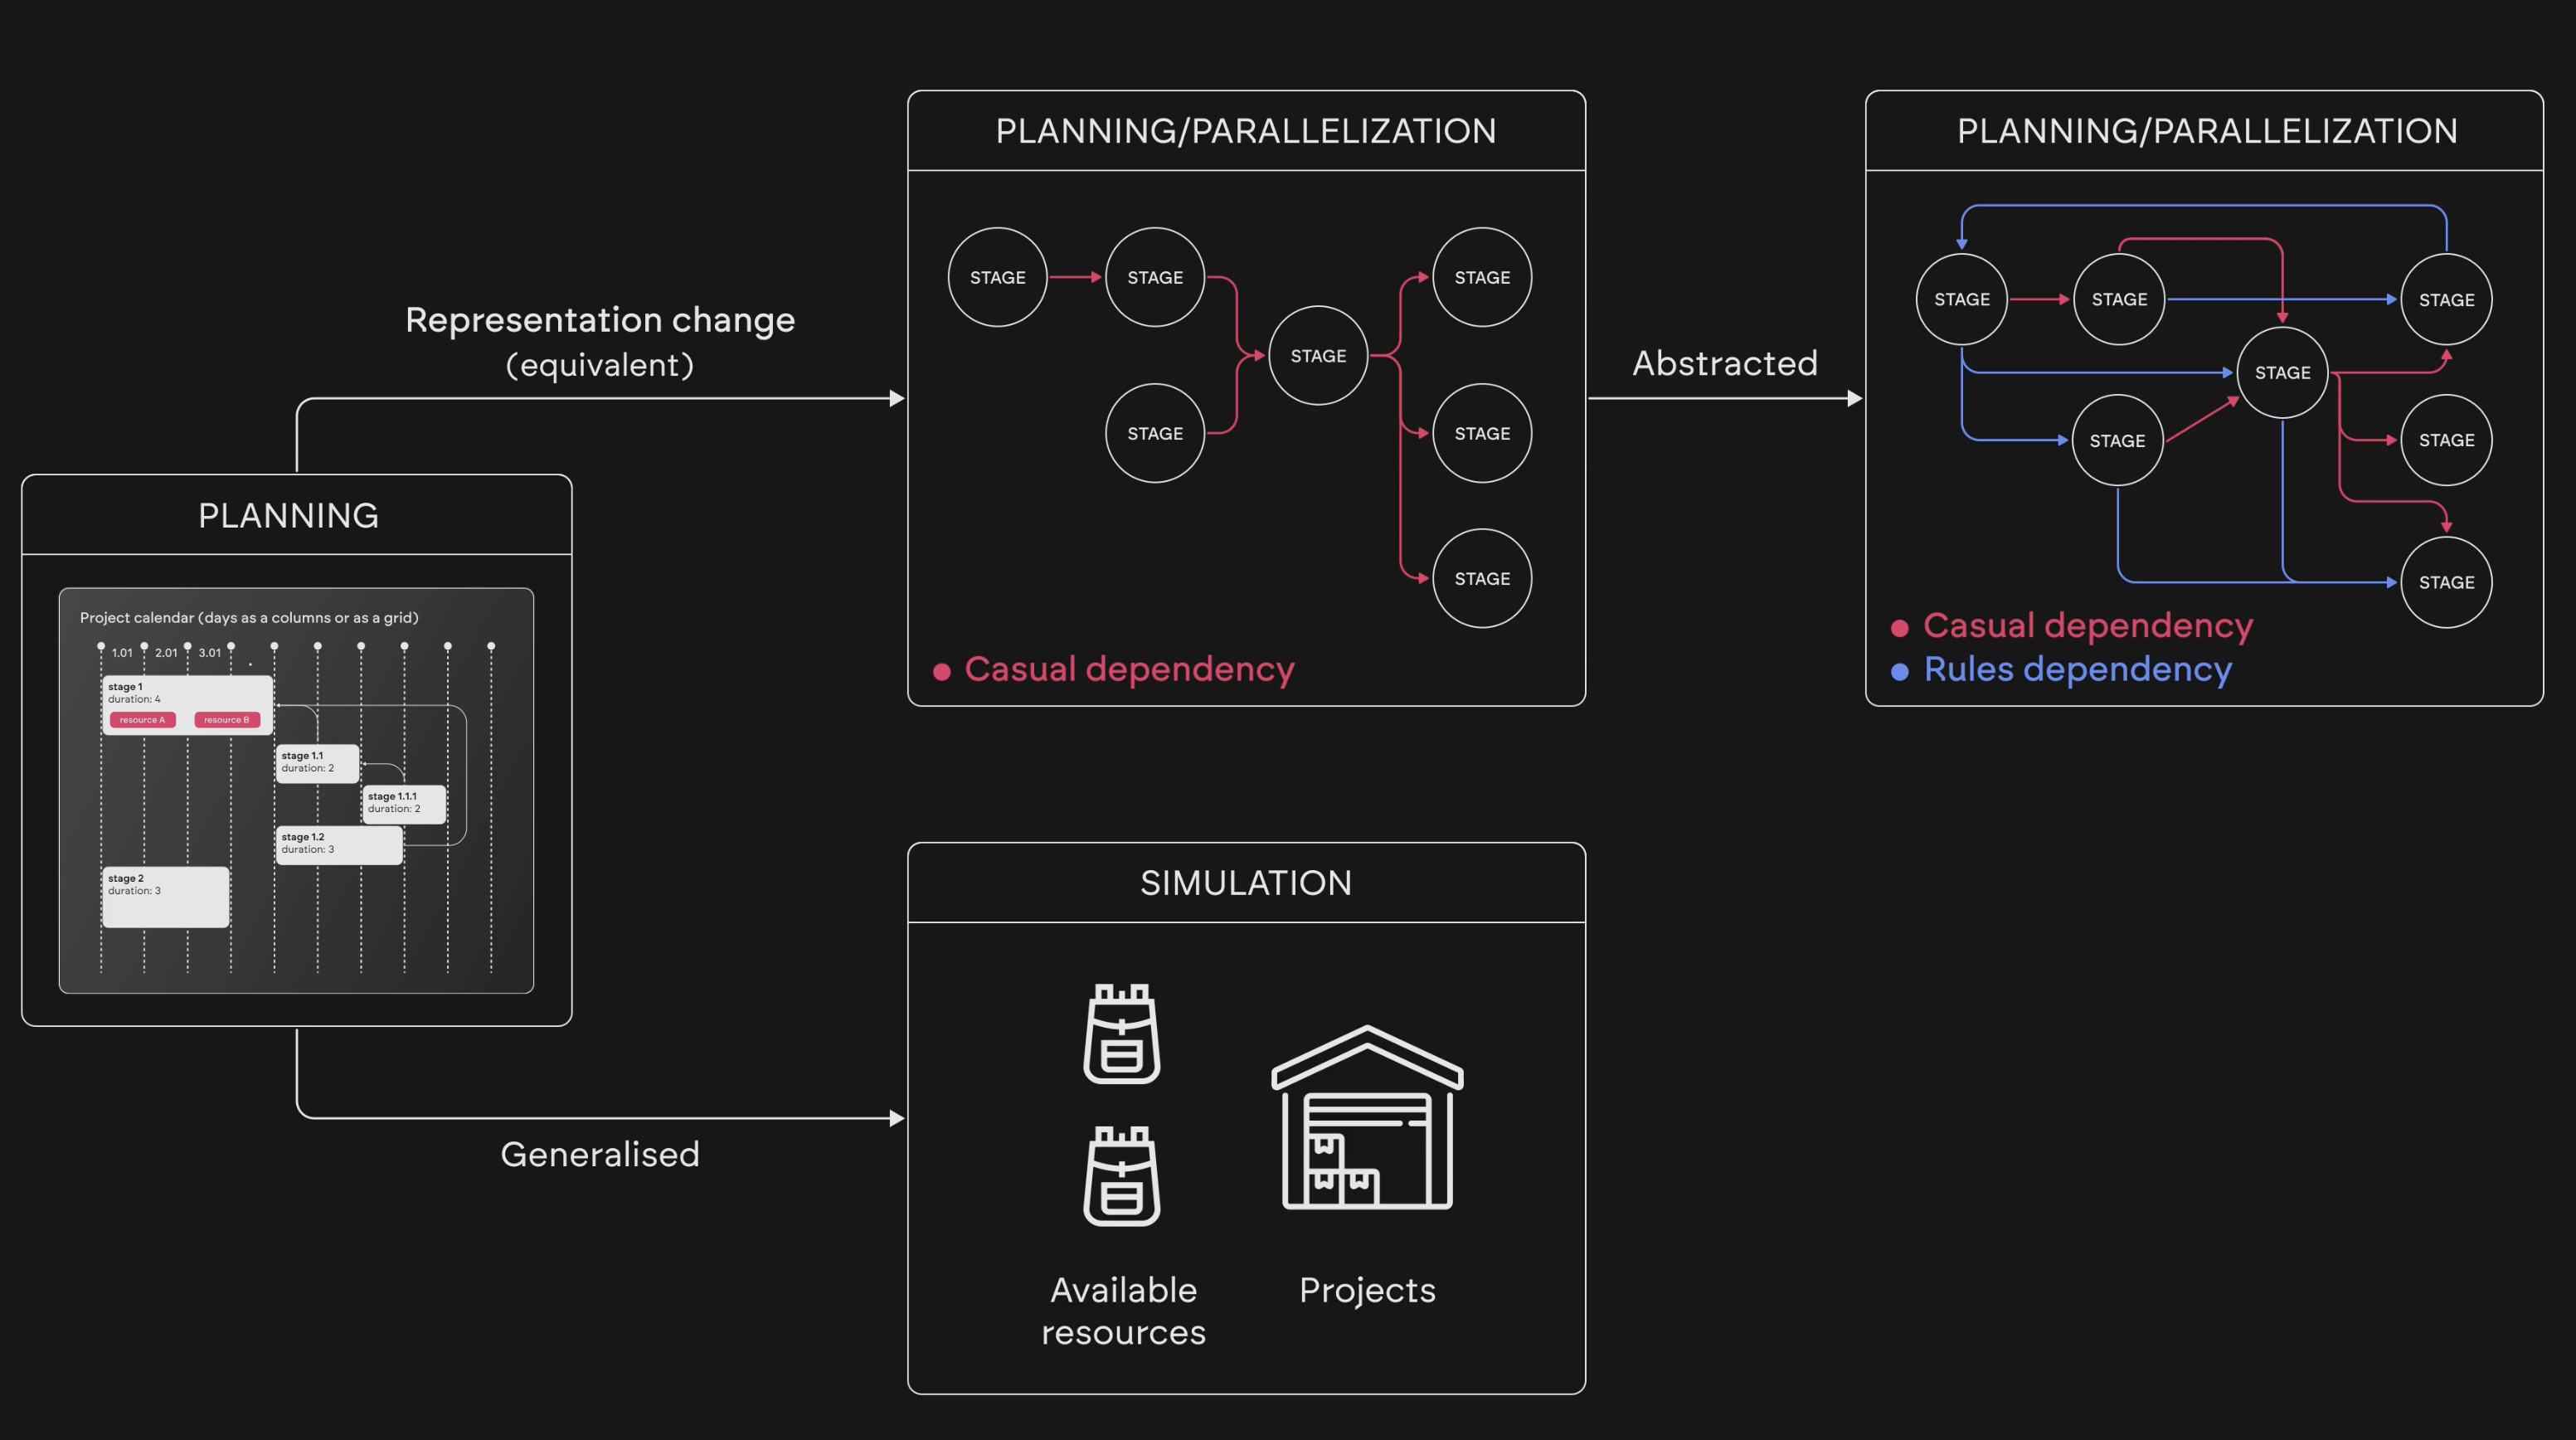 PLANNING/PARALLELIZATION
STAGE
STAGE
STAGE
STAGE
STAGE
STAGE
STAGE
Casual dependency
PLANNING/PARALLELIZATION
STAGE
STAGE
STAGE
STAGE
STAGE
STAGE
STAGE
Casual dependency
Rules dependency
Representation change
(equivalent)
Abstracted
PLANNING
Project calendar (days as a columns or as a grid)
1.01 2.01 3.01
stage 1
duration: 4
resource A resource B
stage 1.1
duration: 2
stage 1.1.1
duration: 2
stage 1.2
duration: 3
stage 2
duration: 3
Generalised
SIMULATION
Available
resources
Projects